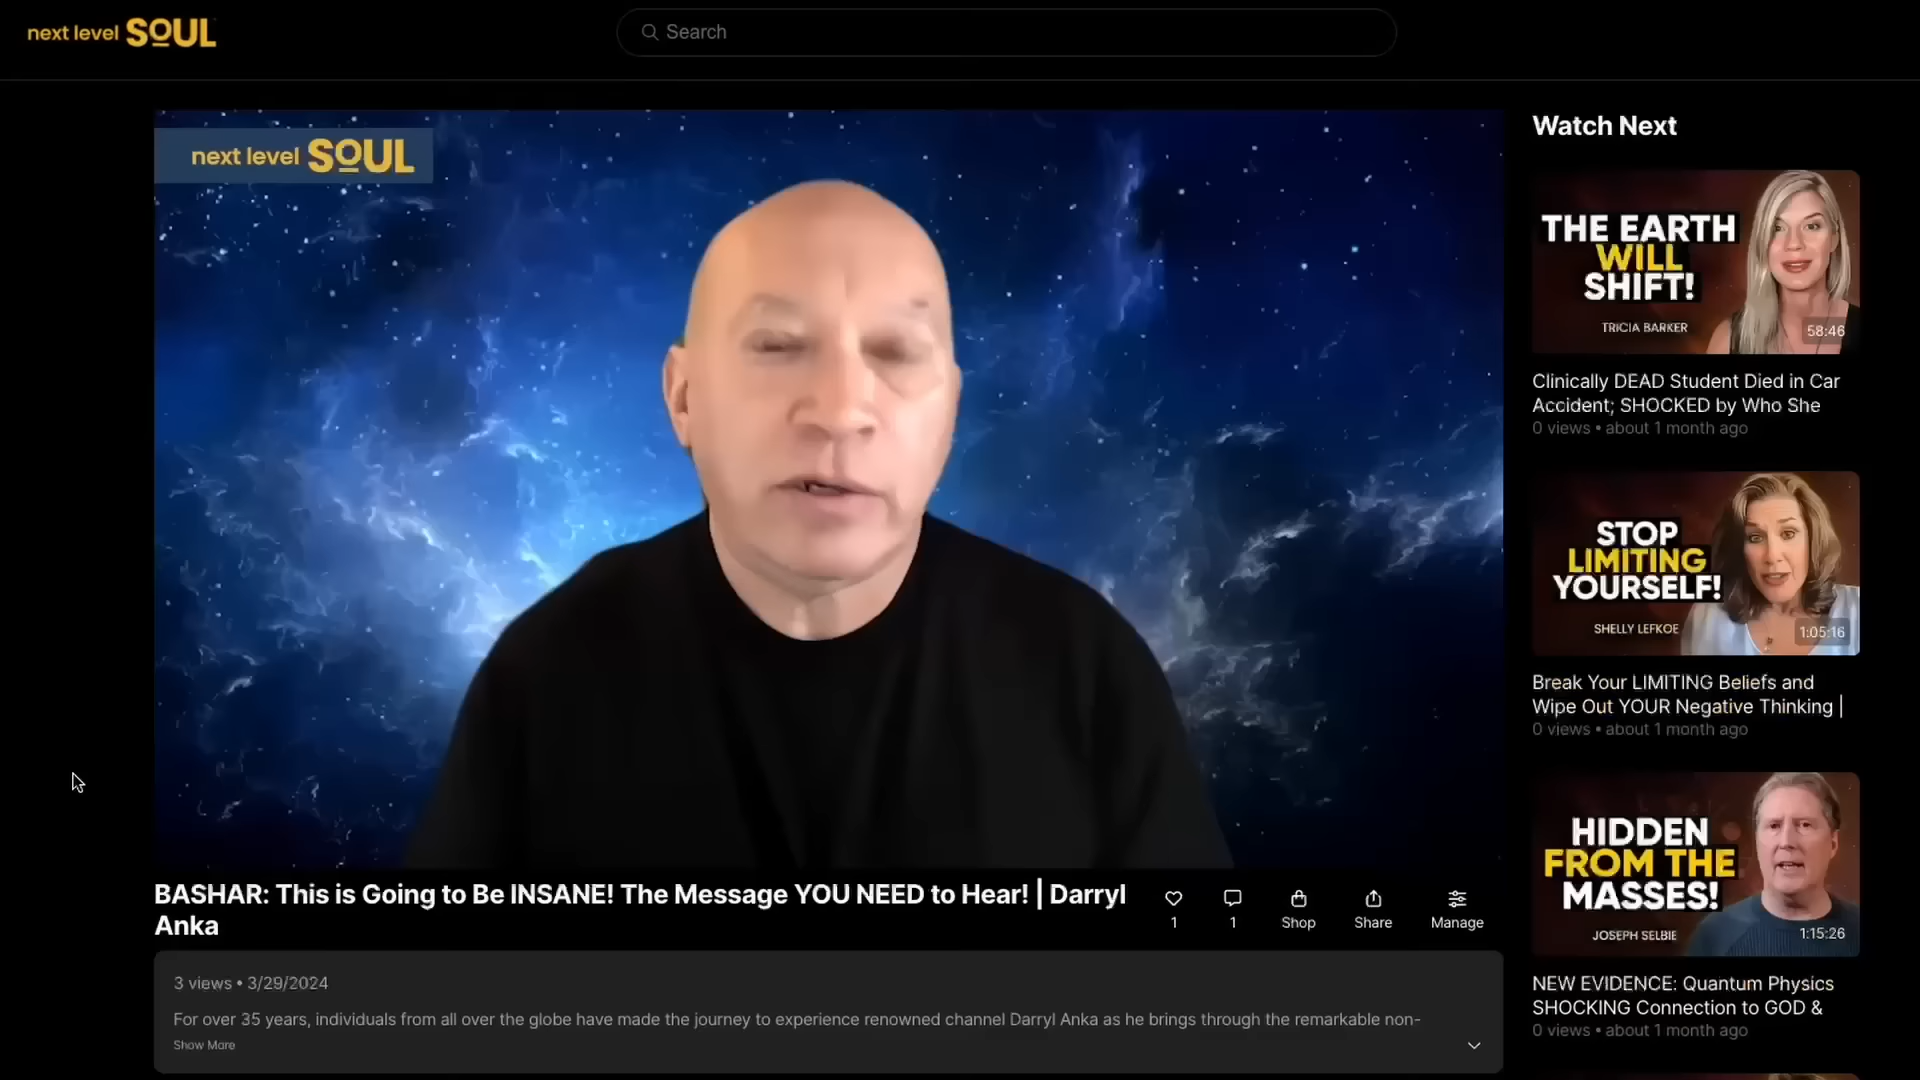 next level SOUL
Search
next level SOUL
BASHAR: This is Going to Be INSANE! The Message YOU NEED to Hear! | Darryl
Anka
1
1
Shop
Share
Manage
3 views • 3/29/2024
For over 35 years, individuals from all over the globe have made the journey to experience renowned channel Darryl Anka as he brings through the remarkable non-
Show More
Watch Next
THE EARTH
WILL
SHIFT!
TRICIA BARKER
58:46
Clinically DEAD Student Died in Car
Accident; SHOCKED by Who She
0 views • about 1 month ago
STOP
LIMITING
YOURSELF!
SHELLY LEFKOE
1:05:16
Break Your LIMITING Beliefs and
Wipe Out YOUR Negative Thinking |
0 views • about 1 month ago
HIDDEN
FROM THE
MASSES!
JOSEPH SELBIE
1:15:26
NEW EVIDENCE: Quantum Physics
SHOCKING Connection to GOD &
0 views • about 1 month ago